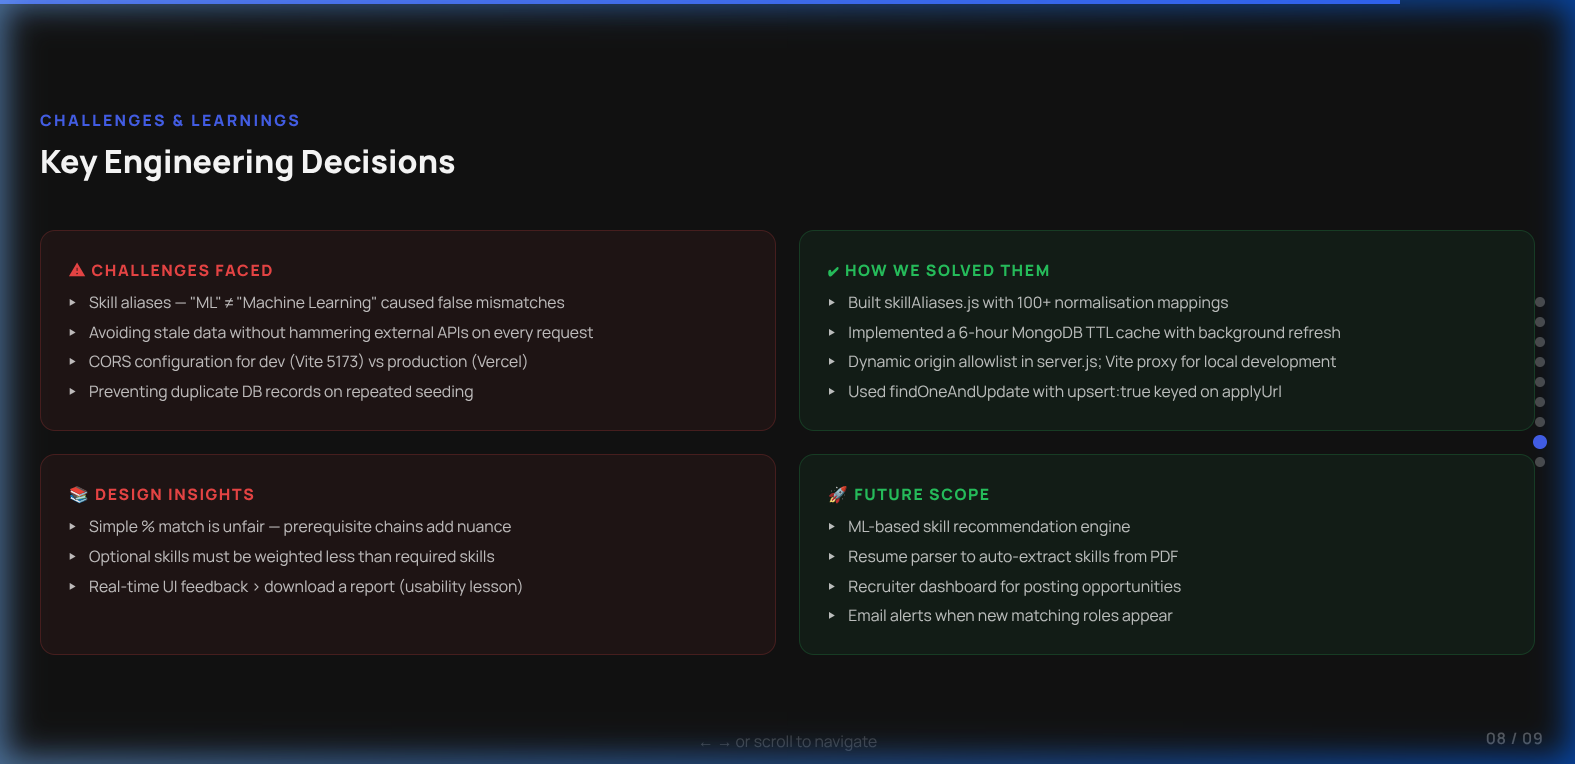 CHALLENGES & LEARNINGS
Key Engineering Decisions
⚠ CHALLENGES FACED
‣ Skill aliases — "ML" ≠ "Machine Learning" caused false mismatches
‣ Avoiding stale data without hammering external APIs on every request
‣ CORS configuration for dev (Vite 5173) vs production (Vercel)
‣ Preventing duplicate DB records on repeated seeding
✔ HOW WE SOLVED THEM
‣ Built skillAliases.js with 100+ normalisation mappings
‣ Implemented a 6-hour MongoDB TTL cache with background refresh
‣ Dynamic origin allowlist in server.js; Vite proxy for local development
‣ Used findOneAndUpdate with upsert:true keyed on applyUrl
📚 DESIGN INSIGHTS
‣ Simple % match is unfair — prerequisite chains add nuance
‣ Optional skills must be weighted less than required skills
‣ Real-time UI feedback > download a report (usability lesson)
🚀 FUTURE SCOPE
‣ ML-based skill recommendation engine
‣ Resume parser to auto-extract skills from PDF
‣ Recruiter dashboard for posting opportunities
‣ Email alerts when new matching roles appear
← → or scroll to navigate
08 / 09